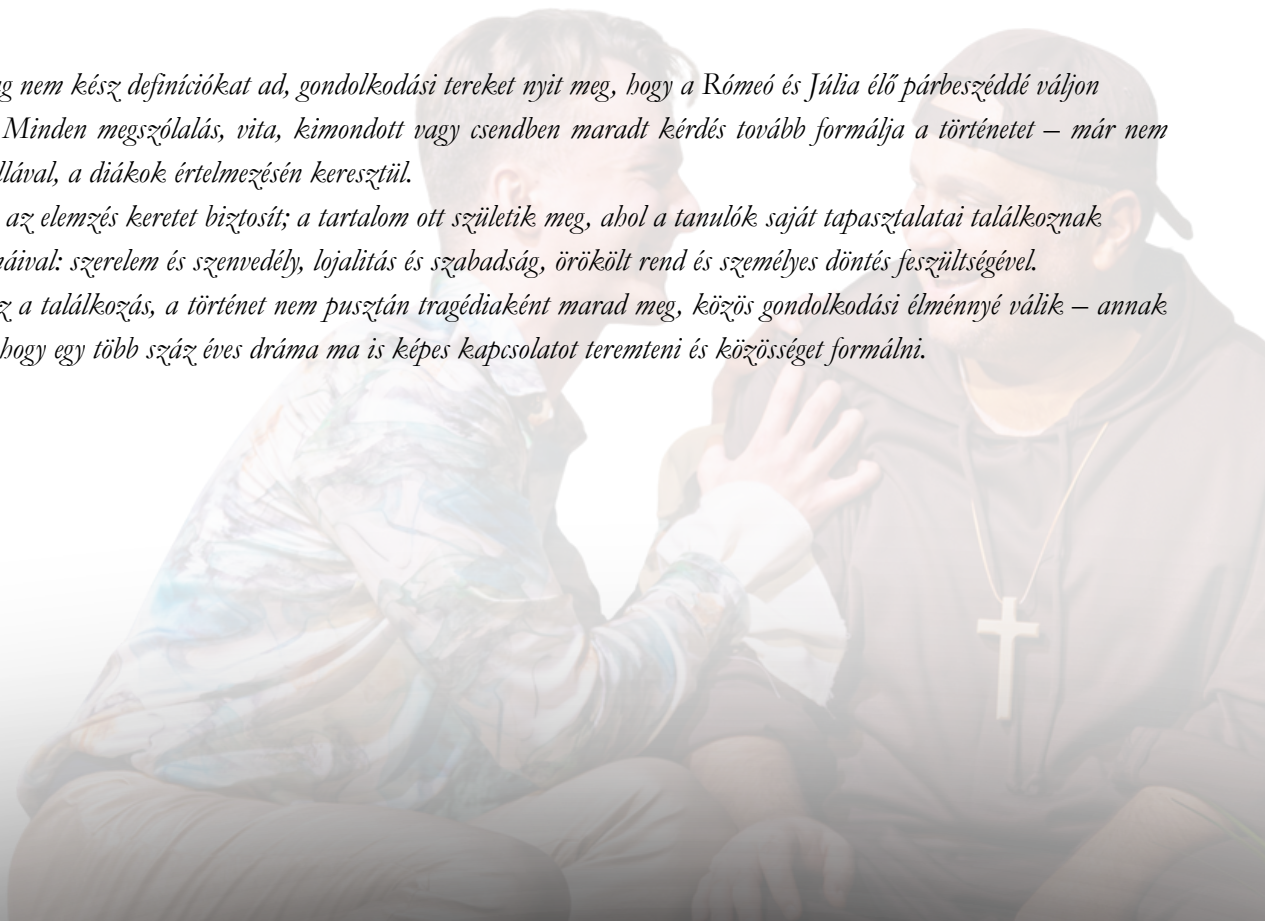 nem kész definíciókat ad, gondolkodási tereket nyit meg, hogy a Rómeó és Júlia élő párbeszéddé váljon
Minden megszólalás, vita, kimondott vagy csendben maradt kérdés tovább formálja a történetet – már nem
a diákok értelmezésén keresztül.
az elemzés keretet biztosít; a tartalom ott születik meg, ahol a tanulók saját tapasztalatai találkoznak
szerelem és szenvedély, lojalitás és szabadság, örökölt rend és személyes döntés feszültségével.
a találkozás, a történet nem pusztán tragédiaként marad meg, közös gondolkodási élménnyé válik – annak
hogy egy több száz éves dráma ma is képes kapcsolatot teremteni és közösséget formálni.